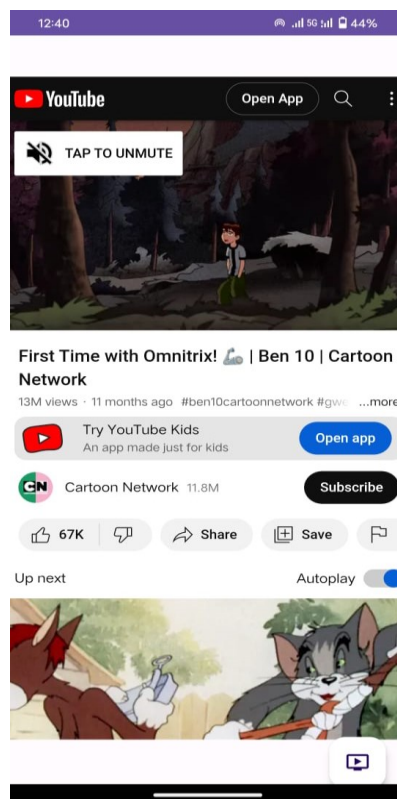 12:40 5G 44%
YouTube Open App
TAP TO UNMUTE
First Time with Omnitrix! 🦾 | Ben 10 | Cartoon
Network
13M views · 11 months ago #ben10cartoonnetwork #gwe ...more
Try YouTube Kids
An app made just for kids
Open app
CN Cartoon Network 11.8M Subscribe
67K Share Save
Up next Autoplay